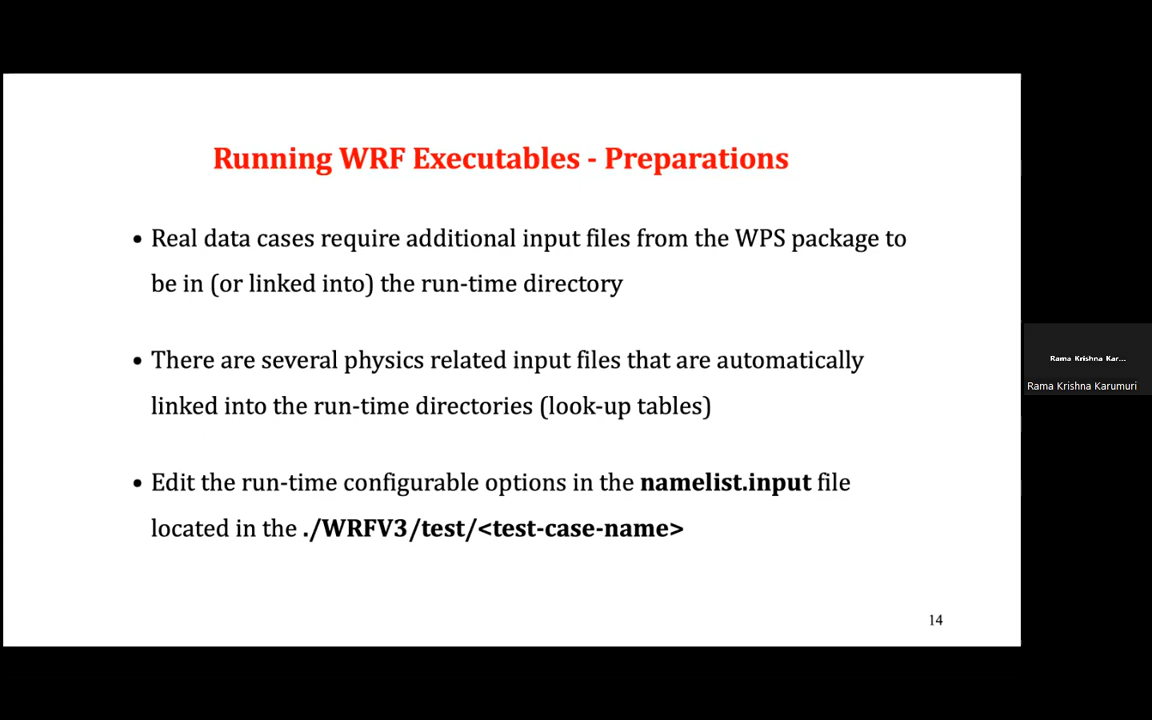 Running WRF Executables - Preparations
• Real data cases require additional input files from the WPS package to
be in (or linked into) the run-time directory
• There are several physics related input files that are automatically
linked into the run-time directories (look-up tables)
• Edit the run-time configurable options in the namelist.input file
located in the ./WRFV3/test/<test-case-name>
14
Rama Krishna Kar...
Rama Krishna Karumuri